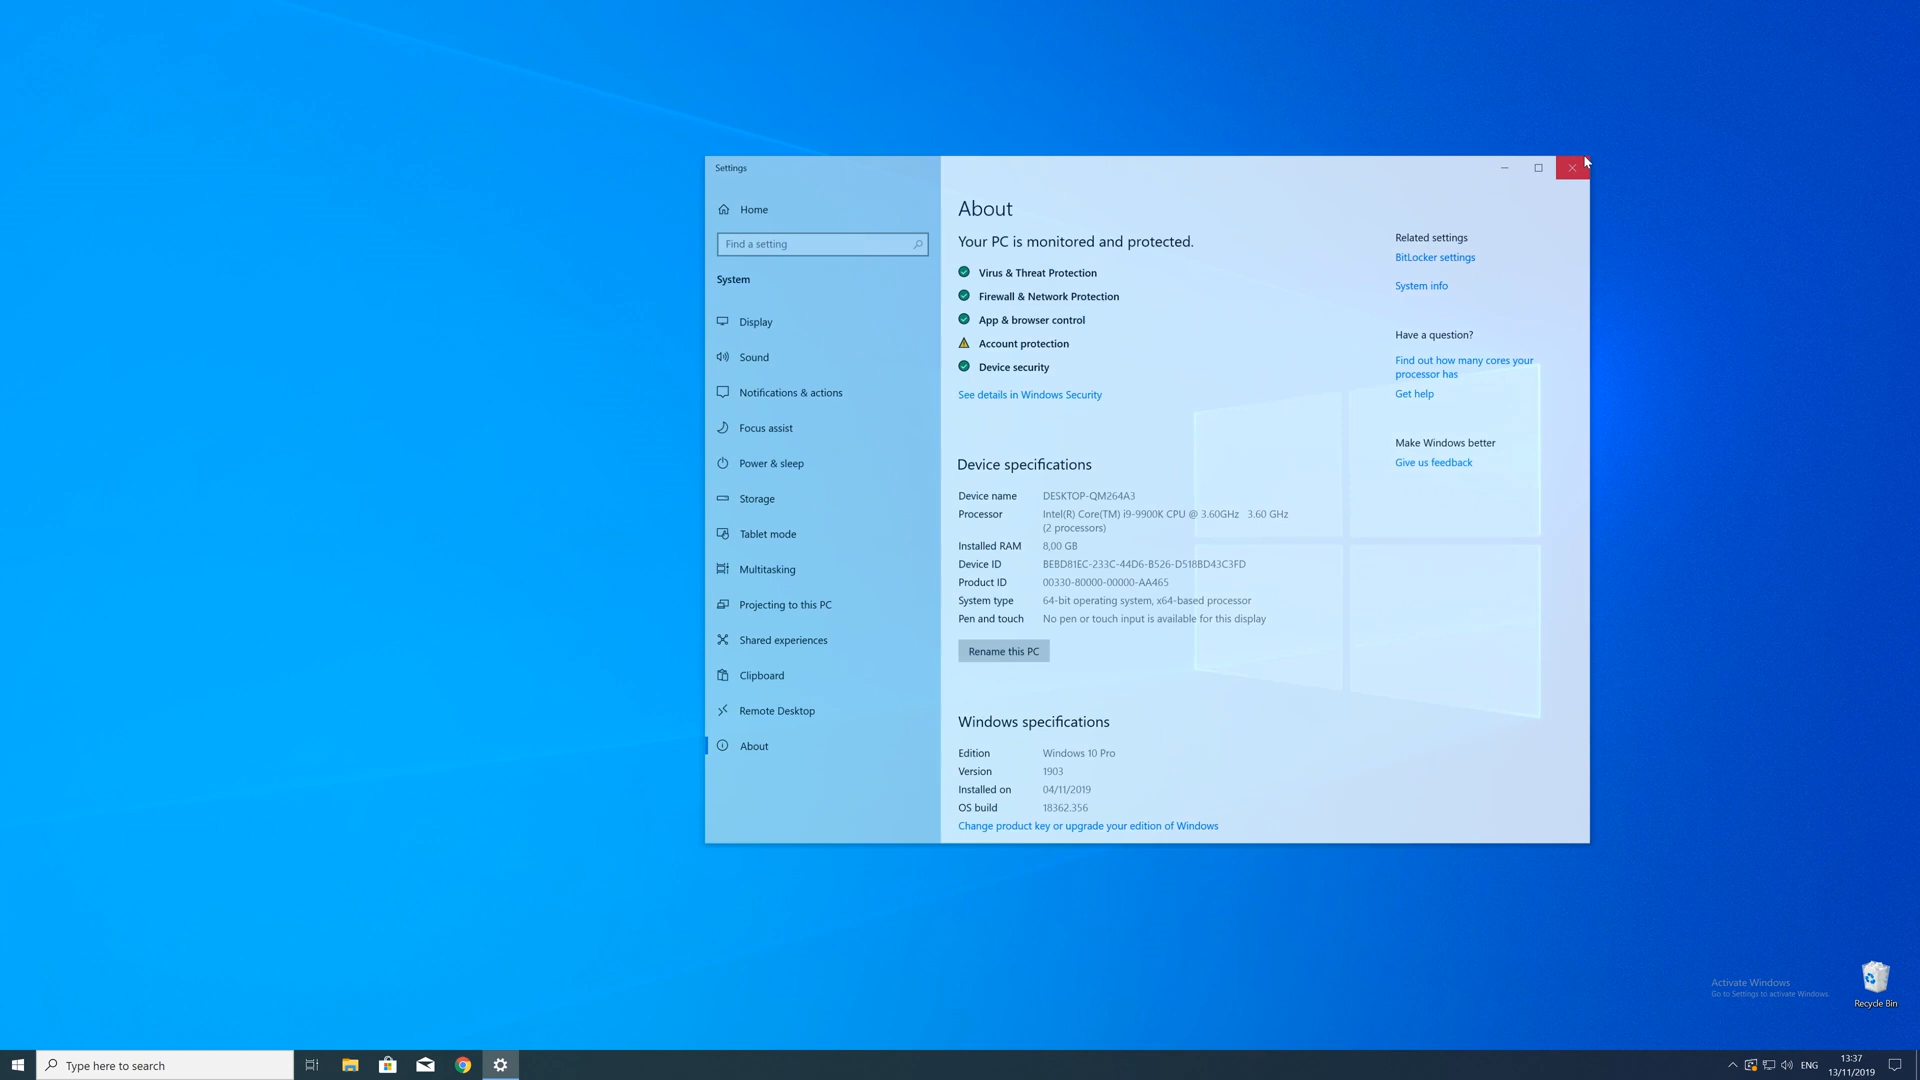 Settings
Home
Find a setting
System
Display
Sound
Notifications & actions
Focus assist
Power & sleep
Storage
Tablet mode
Multitasking
Projecting to this PC
Shared experiences
Clipboard
Remote Desktop
About
About
Your PC is monitored and protected.
Virus & Threat Protection
Firewall & Network Protection
App & browser control
Account protection
Device security
See details in Windows Security
Device specifications
Device name DESKTOP-QM264A3
Processor Intel(R) Core(TM) i9-9900K CPU @ 3.60GHz 3.60 GHz
(2 processors)
Installed RAM 8,00 GB
Device ID BEBD81EC-233C-44D6-B526-D518BD43C3FD
Product ID 00330-80000-00000-AA465
System type 64-bit operating system, x64-based processor
Pen and touch No pen or touch input is available for this display
Rename this PC
Windows specifications
Edition Windows 10 Pro
Version 1903
Installed on 04/11/2019
OS build 18362.356
Change product key or upgrade your edition of Windows
Related settings
BitLocker settings
System info
Have a question?
Find out how many cores your
processor has
Get help
Make Windows better
Give us feedback
Activate Windows
Go to Settings to activate Windows.
Recycle Bin
Type here to search
ENG
13:37
13/11/2019